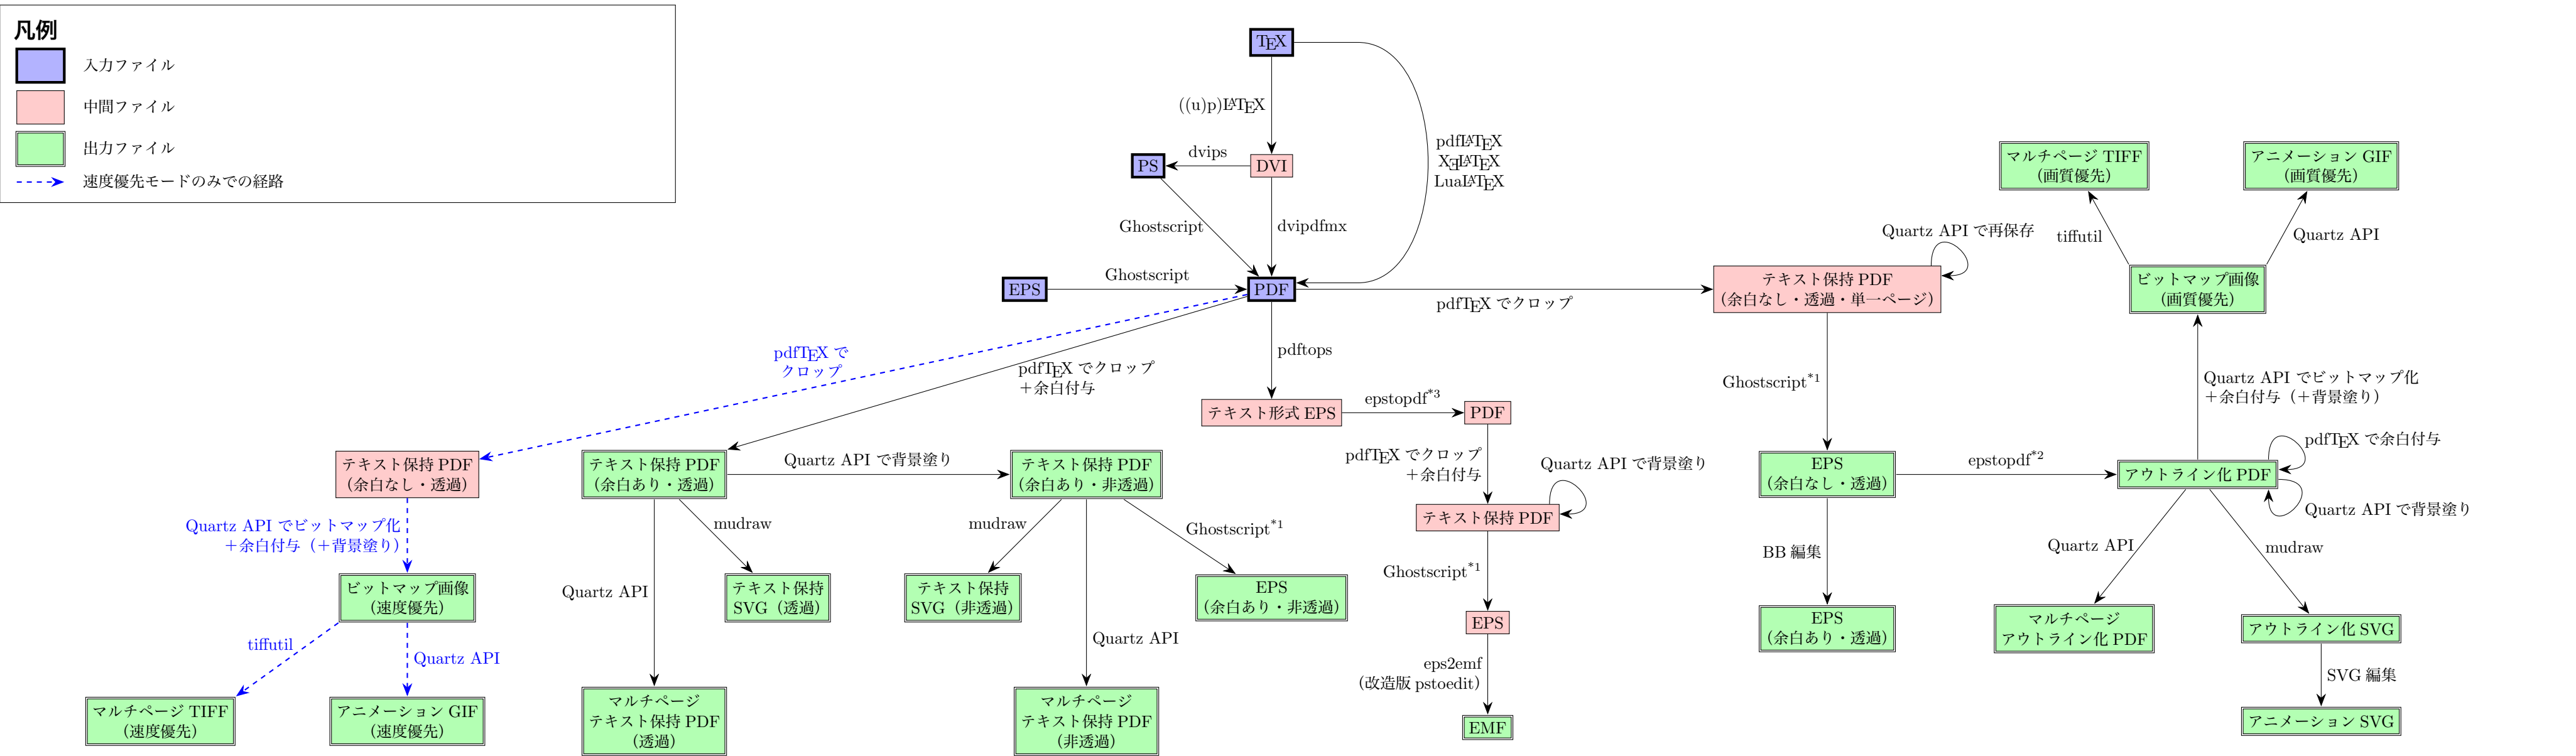 凡例
入力ファイル
中間ファイル
出力ファイル
速度優先モードのみでの経路
TEX
((u)p)LATEX
pdfLATEX
XELATEX
LuaLATEX
PS
dvips
DVI
Ghostscript
dvipdfmx
EPS
Ghostscript
PDF
pdfTEX でクロップ
Quartz API で再保存
テキスト保持 PDF
（余白なし・透過・単一ページ）
マルチページ TIFF
（画質優先）
アニメーション GIF
（画質優先）
tiffutil
Quartz API
ビットマップ画像
（画質優先）
pdfTEX で
クロップ
pdfTEX でクロップ
＋余白付与
pdftops
Ghostscript*1
Quartz API でビットマップ化
＋余白付与（＋背景塗り）
テキスト形式 EPS
epstopdf*3
PDF
pdfTEX でクロップ
＋余白付与
Quartz API で背景塗り
テキスト保持 PDF
Ghostscript*1
EPS
eps2emf
（改造版 pstoedit）
EMF
テキスト保持 PDF
（余白なし・透過）
Quartz API でビットマップ化
＋余白付与（＋背景塗り）
ビットマップ画像
（速度優先）
tiffutil
Quartz API
マルチページ TIFF
（速度優先）
アニメーション GIF
（速度優先）
テキスト保持 PDF
（余白あり・透過）
Quartz API で背景塗り
テキスト保持 PDF
（余白あり・非透過）
mudraw
Quartz API
テキスト保持
SVG（透過）
マルチページ
テキスト保持 PDF
（透過）
mudraw
Ghostscript*1
テキスト保持
SVG（非透過）
EPS
（余白あり・非透過）
Quartz API
マルチページ
テキスト保持 PDF
（非透過）
EPS
（余白なし・透過）
epstopdf*2
アウトライン化 PDF
pdfTEX で余白付与
Quartz API で背景塗り
BB 編集
EPS
（余白あり・透過）
Quartz API
mudraw
マルチページ
アウトライン化 PDF
アウトライン化 SVG
SVG 編集
アニメーション SVG